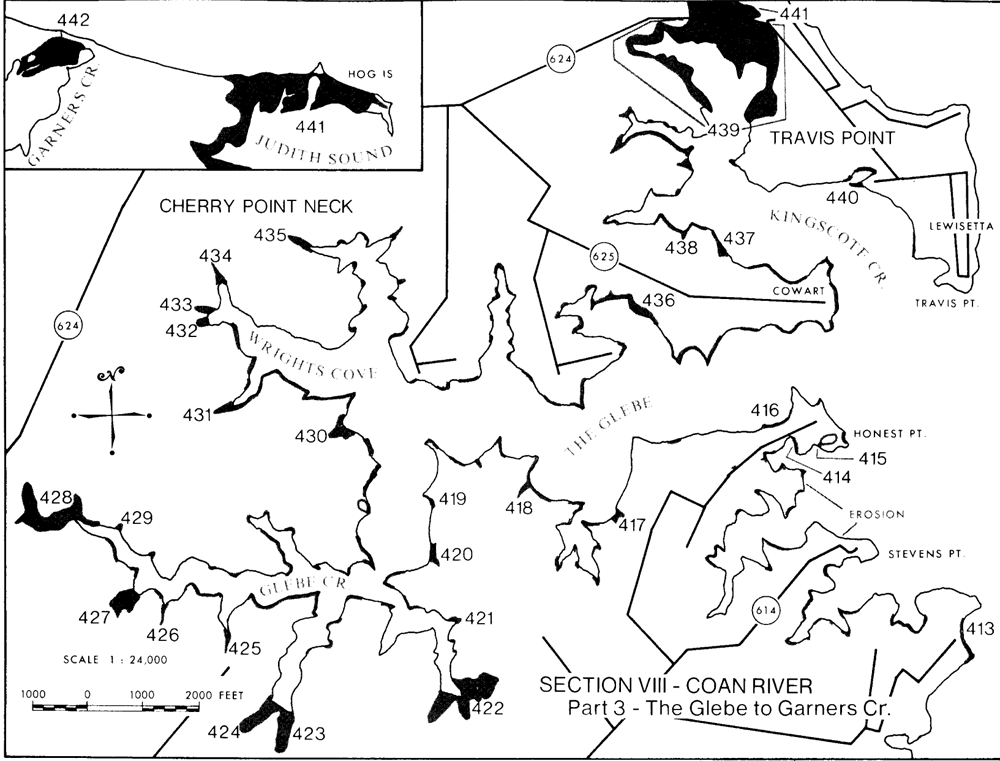 442
GARNERS CR.
HOG IS
441
JUDITH SOUND
441
624
439
TRAVIS POINT
440
KINGSCOTE CR.
LEWISETTA
TRAVIS PT.
CHERRY POINT NECK
435
434
433
432
438
437
625
COWART
436
624
WRIGHTS COVE
N
431
430
THE GLEBE
416
HONEST PT.
415
414
428
429
419
418
417
EROSION
420
STEVENS PT.
GLEBE CR.
427
426
425
421
614
413
SCALE 1 : 24,000
1000 0 1000 2000 FEET
422
424
423
SECTION VIII - COAN RIVER
Part 3 - The Glebe to Garners Cr.